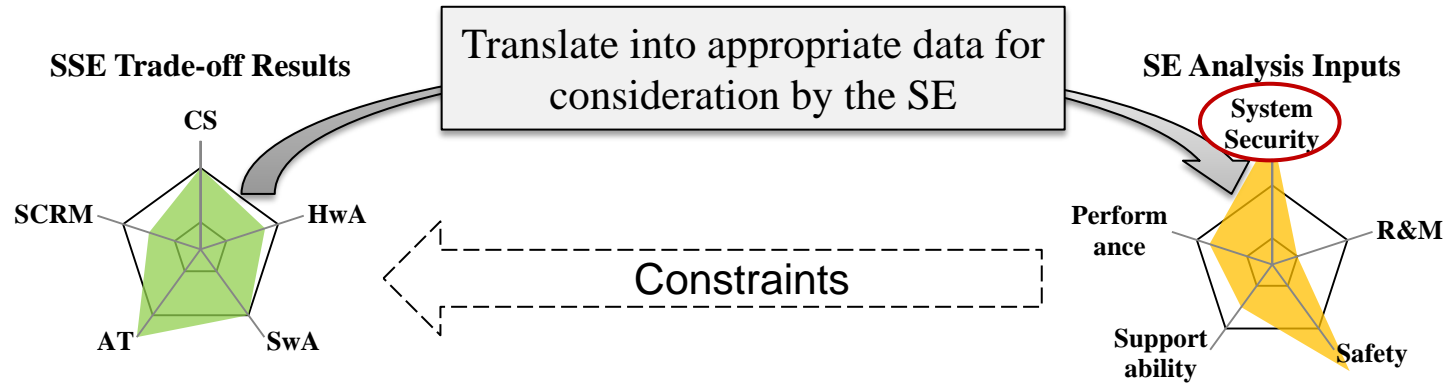 Translate into appropriate data for
consideration by the SE
SSE Trade-off Results
SE Analysis Inputs
CS
System
Security
SCRM
HwA
Perform
ance
R&M
Constraints
AT
SwA
Support
ability
Safety